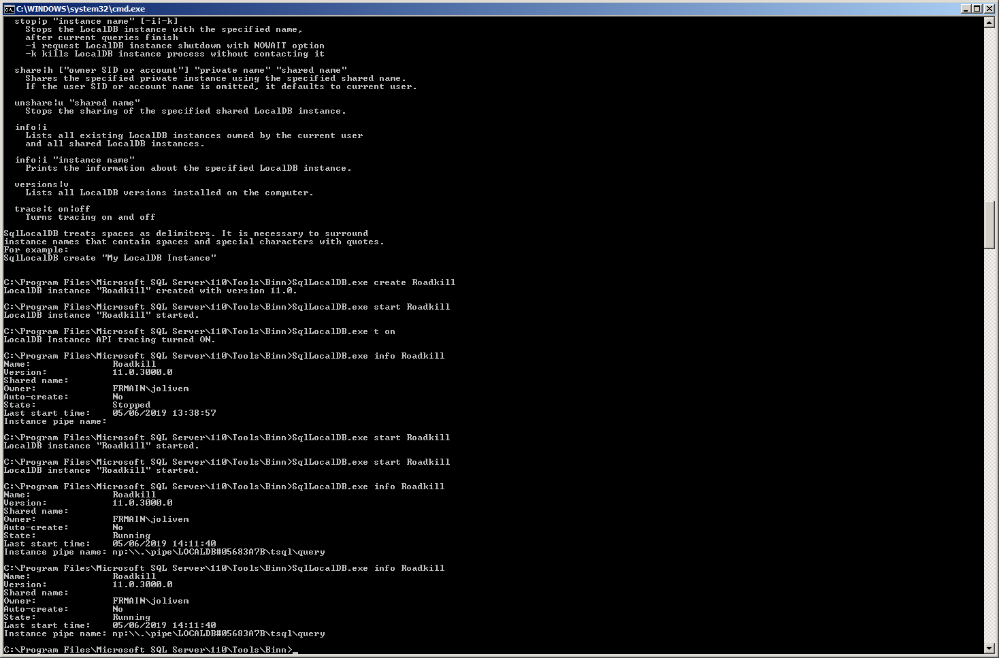 C:\WINDOWS\system32\cmd.exe
stop|p "instance name" [-i|-k]
Stops the LocalDB instance with the specified name,
after current queries finish
-i request LocalDB instance shutdown with NOWAIT option
-k kills LocalDB instance process without contacting it
share|h ["owner SID or account"] "private name" "shared name"
Shares the specified private instance using the specified shared name.
If the user SID or account name is omitted, it defaults to current user.
unshare|u "shared name"
Stops the sharing of the specified shared LocalDB instance.
info|i
Lists all existing LocalDB instances owned by the current user
and all shared LocalDB instances.
info|i "instance name"
Prints the information about the specified LocalDB instance.
versions|v
Lists all LocalDB versions installed on the computer.
trace|t on|off
Turns tracing on and off
SqlLocalDB treats spaces as delimiters. It is necessary to surround
instance names that contain spaces and special characters with quotes.
For example:
SqlLocalDB create "My LocalDB Instance"
C:\Program Files\Microsoft SQL Server\110\Tools\Binn>SqlLocalDB.exe create Roadkill
LocalDB instance "Roadkill" created with version 11.0.
C:\Program Files\Microsoft SQL Server\110\Tools\Binn>SqlLocalDB.exe start Roadkill
LocalDB instance "Roadkill" started.
C:\Program Files\Microsoft SQL Server\110\Tools\Binn>SqlLocalDB.exe t on
LocalDB Instance API tracing turned ON.
C:\Program Files\Microsoft SQL Server\110\Tools\Binn>SqlLocalDB.exe info Roadkill
Name: Roadkill
Version: 11.0.3000.0
Shared name:
Owner: FRMAIN\jolivem
Auto-create: No
State: Stopped
Last start time: 05/06/2019 13:38:57
Instance pipe name:
C:\Program Files\Microsoft SQL Server\110\Tools\Binn>SqlLocalDB.exe start Roadkill
LocalDB instance "Roadkill" started.
C:\Program Files\Microsoft SQL Server\110\Tools\Binn>SqlLocalDB.exe start Roadkill
LocalDB instance "Roadkill" started.
C:\Program Files\Microsoft SQL Server\110\Tools\Binn>SqlLocalDB.exe info Roadkill
Name: Roadkill
Version: 11.0.3000.0
Shared name:
Owner: FRMAIN\jolivem
Auto-create: No
State: Running
Last start time: 05/06/2019 14:11:40
Instance pipe name: np:\\.\pipe\LOCALDB#05683A7B\tsql\query
C:\Program Files\Microsoft SQL Server\110\Tools\Binn>SqlLocalDB.exe info Roadkill
Name: Roadkill
Version: 11.0.3000.0
Shared name:
Owner: FRMAIN\jolivem
Auto-create: No
State: Running
Last start time: 05/06/2019 14:11:40
Instance pipe name: np:\\.\pipe\LOCALDB#05683A7B\tsql\query
C:\Program Files\Microsoft SQL Server\110\Tools\Binn>_